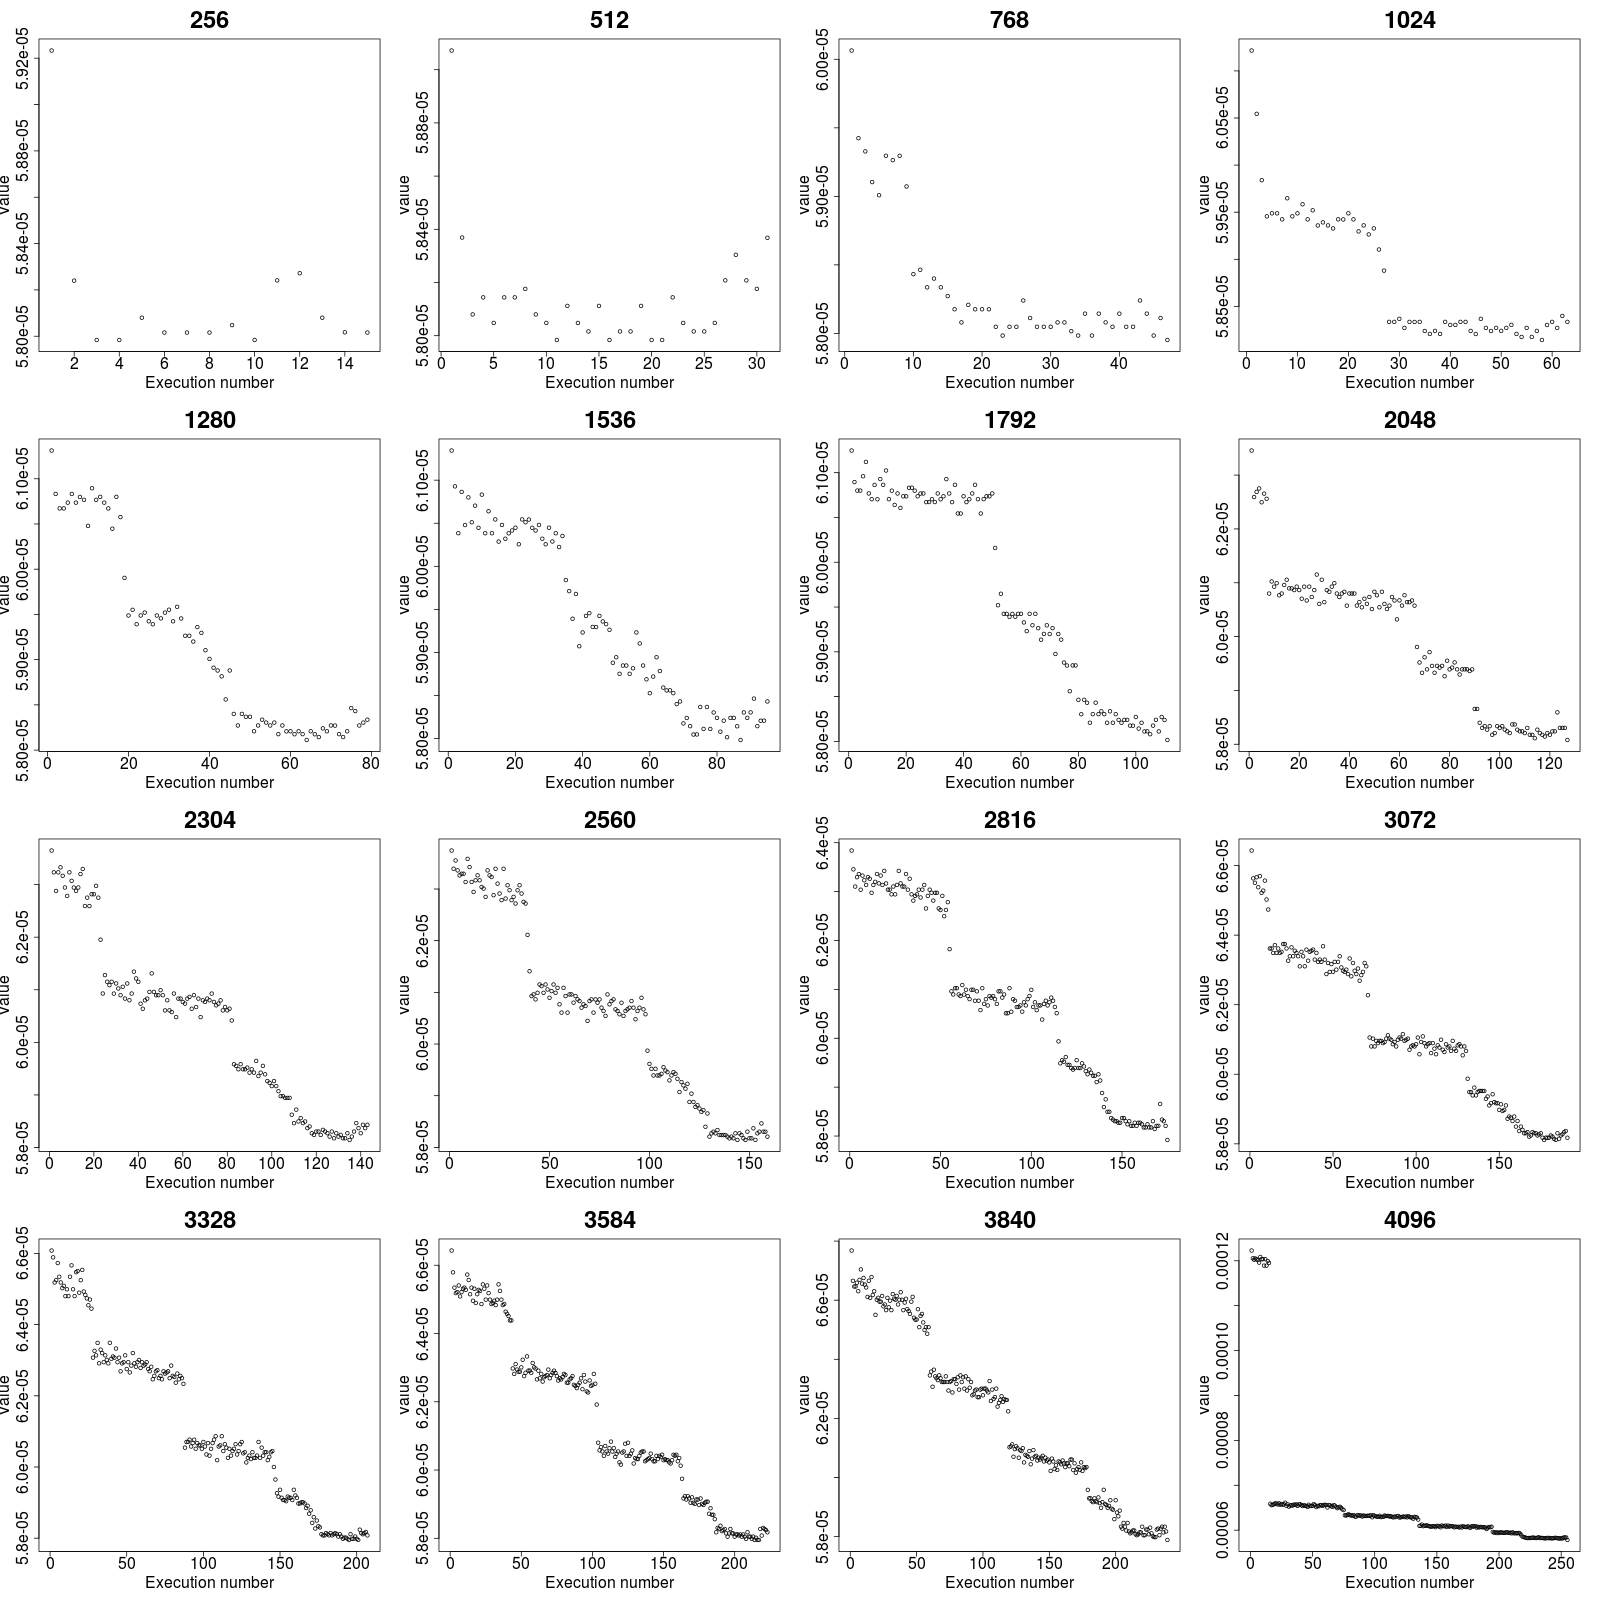 256
5.92e-05
5.88e-05
5.84e-05
5.80e-05
value
2 4 6 8 10 12 14
Execution number
512
5.88e-05
5.84e-05
5.80e-05
value
0 5 10 15 20 25 30
Execution number
768
6.00e-05
5.90e-05
5.80e-05
value
0 10 20 30 40
Execution number
1024
6.05e-05
5.95e-05
5.85e-05
value
0 10 20 30 40 50 60
Execution number
1280
6.10e-05
6.00e-05
5.90e-05
5.80e-05
value
0 20 40 60 80
Execution number
1536
6.10e-05
6.00e-05
5.90e-05
5.80e-05
value
0 20 40 60 80
Execution number
1792
6.10e-05
6.00e-05
5.90e-05
5.80e-05
value
0 20 40 60 80 100
Execution number
2048
6.2e-05
6.0e-05
5.8e-05
value
0 20 40 60 80 100 120
Execution number
2304
6.2e-05
6.0e-05
5.8e-05
value
0 20 40 60 80 100 120 140
Execution number
2560
6.2e-05
6.0e-05
5.8e-05
value
0 50 100 150
Execution number
2816
6.4e-05
6.2e-05
6.0e-05
5.8e-05
value
0 50 100 150
Execution number
3072
6.6e-05
6.4e-05
6.2e-05
6.0e-05
5.8e-05
value
0 50 100 150
Execution number
3328
6.6e-05
6.4e-05
6.2e-05
6.0e-05
5.8e-05
value
0 50 100 150 200
Execution number
3584
6.6e-05
6.4e-05
6.2e-05
6.0e-05
5.8e-05
value
0 50 100 150 200
Execution number
3840
6.6e-05
6.2e-05
5.8e-05
value
0 50 100 150 200
Execution number
4096
0.00012
0.00010
0.00008
0.00006
value
0 50 100 150 200 250
Execution number